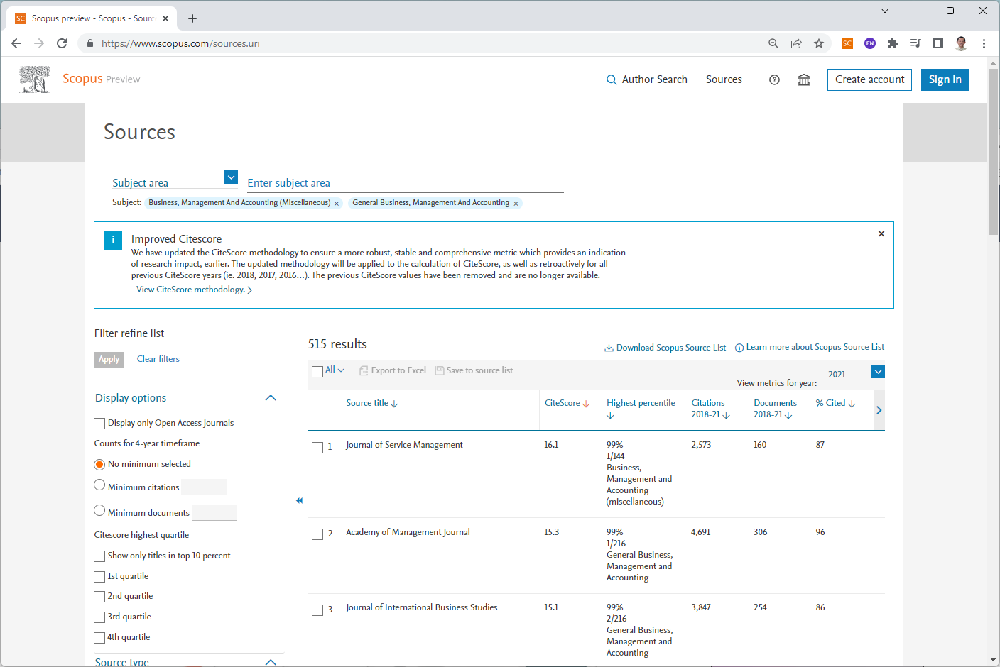 SC Scopus preview - Scopus - Sourc
https://www.scopus.com/sources.uri
SC EN
Scopus Preview
Author Search
Sources
Create account
Sign in
Sources
Subject area
Enter subject area
Subject: Business, Management And Accounting (Miscellaneous) × General Business, Management And Accounting ×
i
Improved Citescore
We have updated the CiteScore methodology to ensure a more robust, stable and comprehensive metric which provides an indication
of research impact, earlier. The updated methodology will be applied to the calculation of CiteScore, as well as retroactively for all
previous CiteScore years (ie. 2018, 2017, 2016...). The previous CiteScore values have been removed and are no longer available.
View CiteScore methodology. >
Filter refine list
Apply
Clear filters
Display options
Display only Open Access journals
Counts for 4-year timeframe
No minimum selected
Minimum citations
Minimum documents
Citescore highest quartile
Show only titles in top 10 percent
1st quartile
2nd quartile
3rd quartile
4th quartile
Source type
515 results
Download Scopus Source List
Learn more about Scopus Source List
All
Export to Excel
Save to source list
View metrics for year:
2021
Source title
CiteScore
Highest percentile
Citations
2018-21
Documents
2018-21
% Cited
1 Journal of Service Management 16.1 99% 2,573 160 87
1/144
Business,
Management and
Accounting
(miscellaneous)
2 Academy of Management Journal 15.3 99% 4,691 306 96
1/216
General Business,
Management and
Accounting
3 Journal of International Business Studies 15.1 99% 3,847 254 86
2/216
General Business,
Management and
Accounting